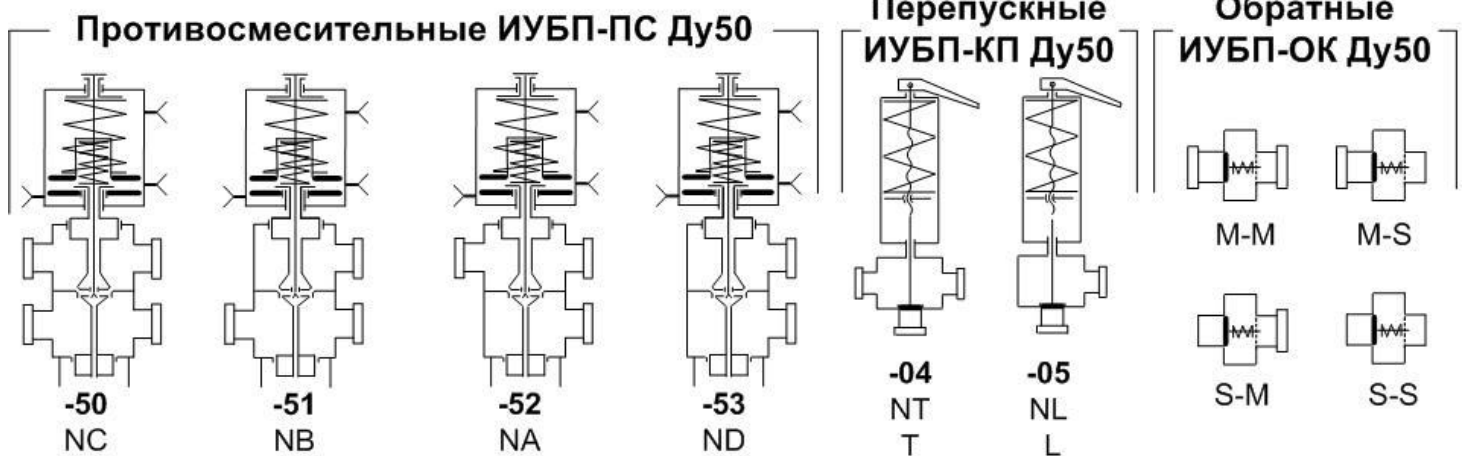 Противосмесительные ИУБП-ПС Ду50
-50
NC
-51
NB
-52
NA
-53
ND
Перепускные
ИУБП-КП Ду50
-04
NT
T
-05
NL
L
Обратные
ИУБП-ОК Ду50
M-M
M-S
S-M
S-S